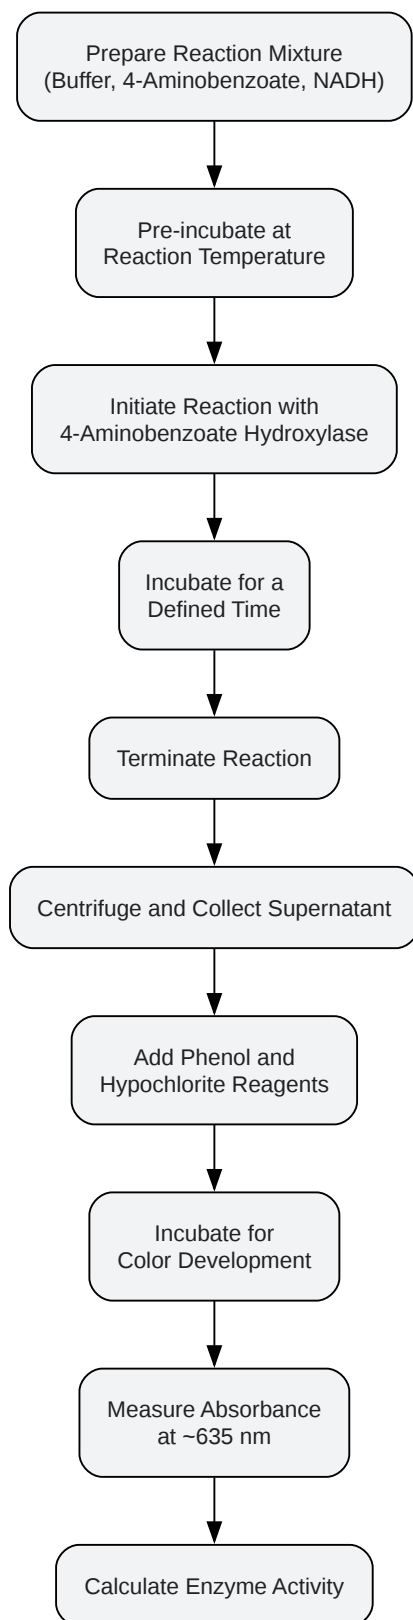 Prepare Reaction Mixture
(Buffer, 4-Aminobenzoate, NADH)
Pre-incubate at
Reaction Temperature
Initiate Reaction with
4-Aminobenzoate Hydroxylase
Incubate for a
Defined Time
Terminate Reaction
Centrifuge and Collect Supernatant
Add Phenol and
Hypochlorite Reagents
Incubate for
Color Development
Measure Absorbance
at ~635 nm
Calculate Enzyme Activity